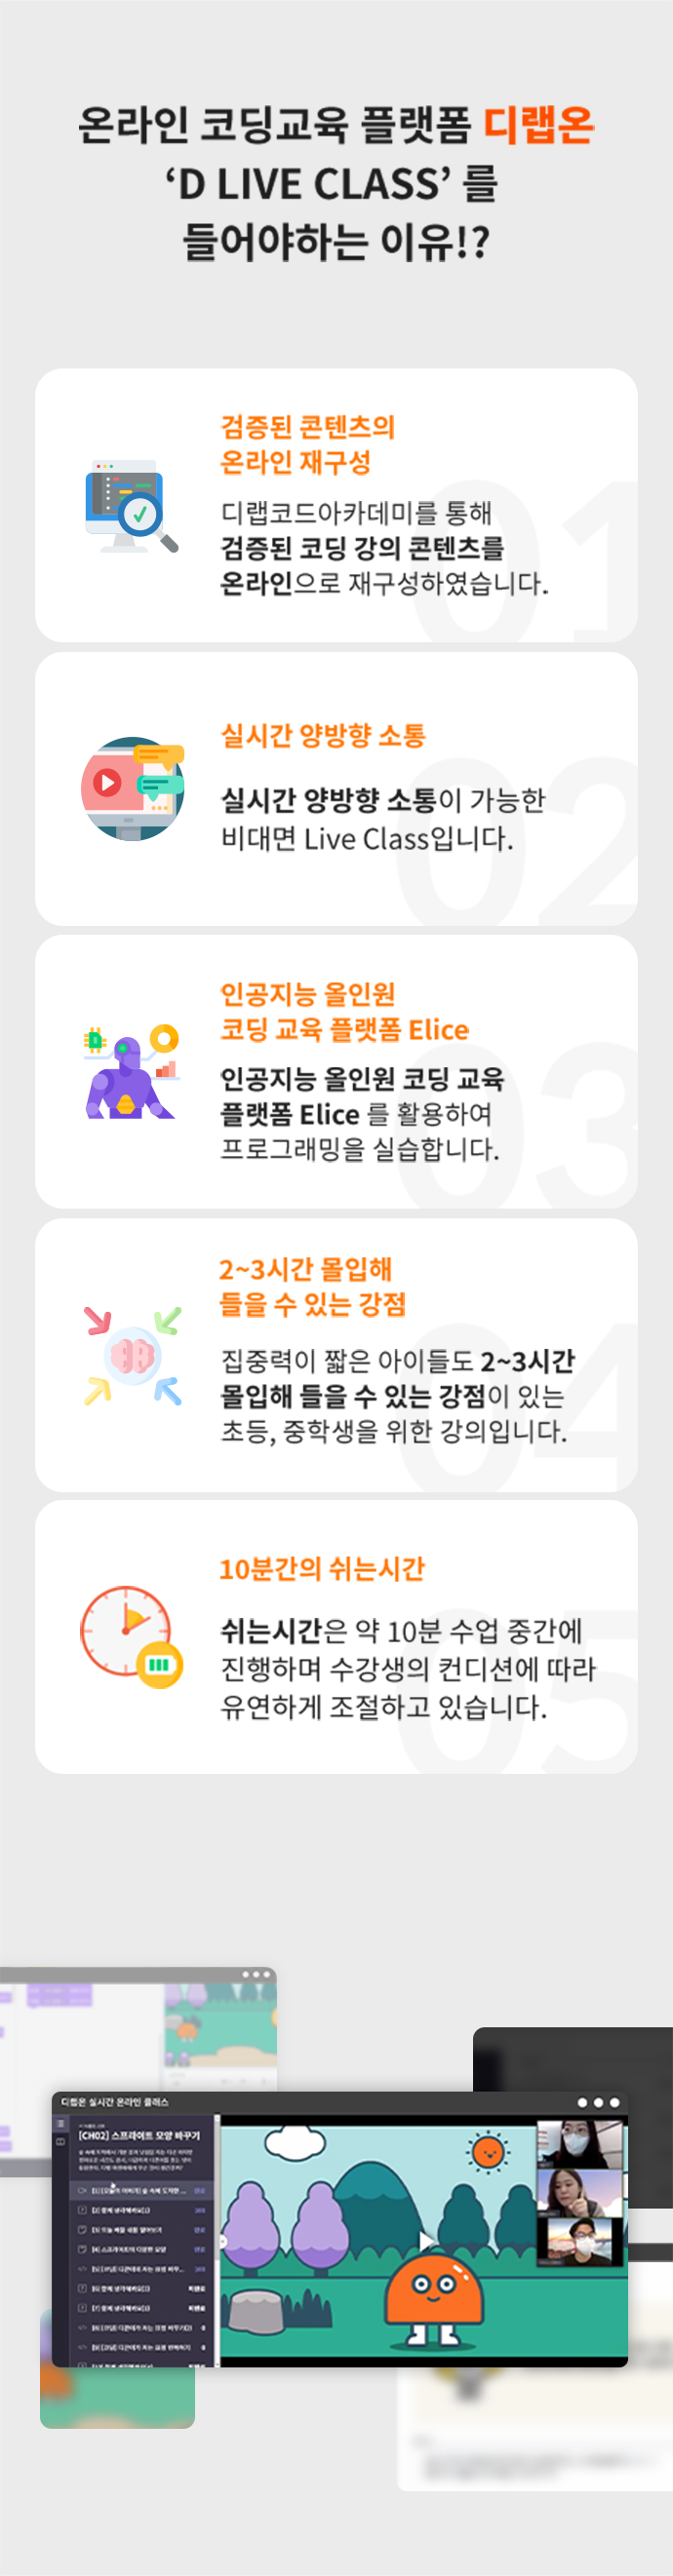 온라인 코딩교육 플랫폼 디랩온
‘D LIVE CLASS’ 를
들어야하는 이유!?
검증된 콘텐츠의
온라인 재구성
디랩코드아카데미를 통해
검증된 코딩 강의 콘텐츠를
온라인으로 재구성하였습니다.
01
실시간 양방향 소통
실시간 양방향 소통이 가능한
비대면 Live Class입니다.
02
인공지능 올인원
코딩 교육 플랫폼 Elice
인공지능 올인원 코딩 교육
플랫폼 Elice 를 활용하여
프로그래밍을 실습합니다.
03
2~3시간 몰입해
들을 수 있는 강점
집중력이 짧은 아이들도 2~3시간
몰입해 들을 수 있는 강점이 있는
초등, 중학생을 위한 강의입니다.
04
10분간의 쉬는시간
쉬는시간은 약 10분 수업 중간에
진행하며 수강생의 컨디션에 따라
유연하게 조절하고 있습니다.
05
디랩온 실시간 온라인 클래스
[CH02] 스프라이트 모양 바꾸기